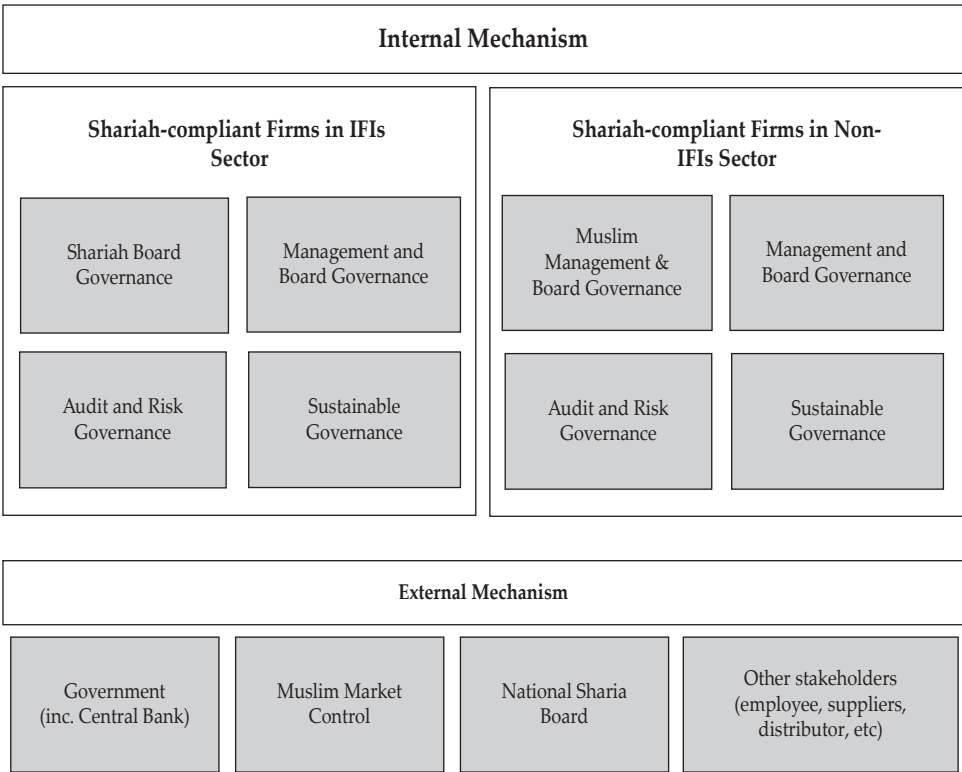 Internal Mechanism
Shariah-compliant Firms in IFIs
Sector
Shariah Board
Governance
Management and
Board Governance
Audit and Risk
Governance
Sustainable
Governance
Shariah-compliant Firms in Non-
IFIs Sector
Muslim
Management &
Board Governance
Management and
Board Governance
Audit and Risk
Governance
Sustainable
Governance
External Mechanism
Government
(inc. Central Bank)
Muslim Market
Control
National Sharia
Board
Other stakeholders
(employee, suppliers,
distributor, etc)